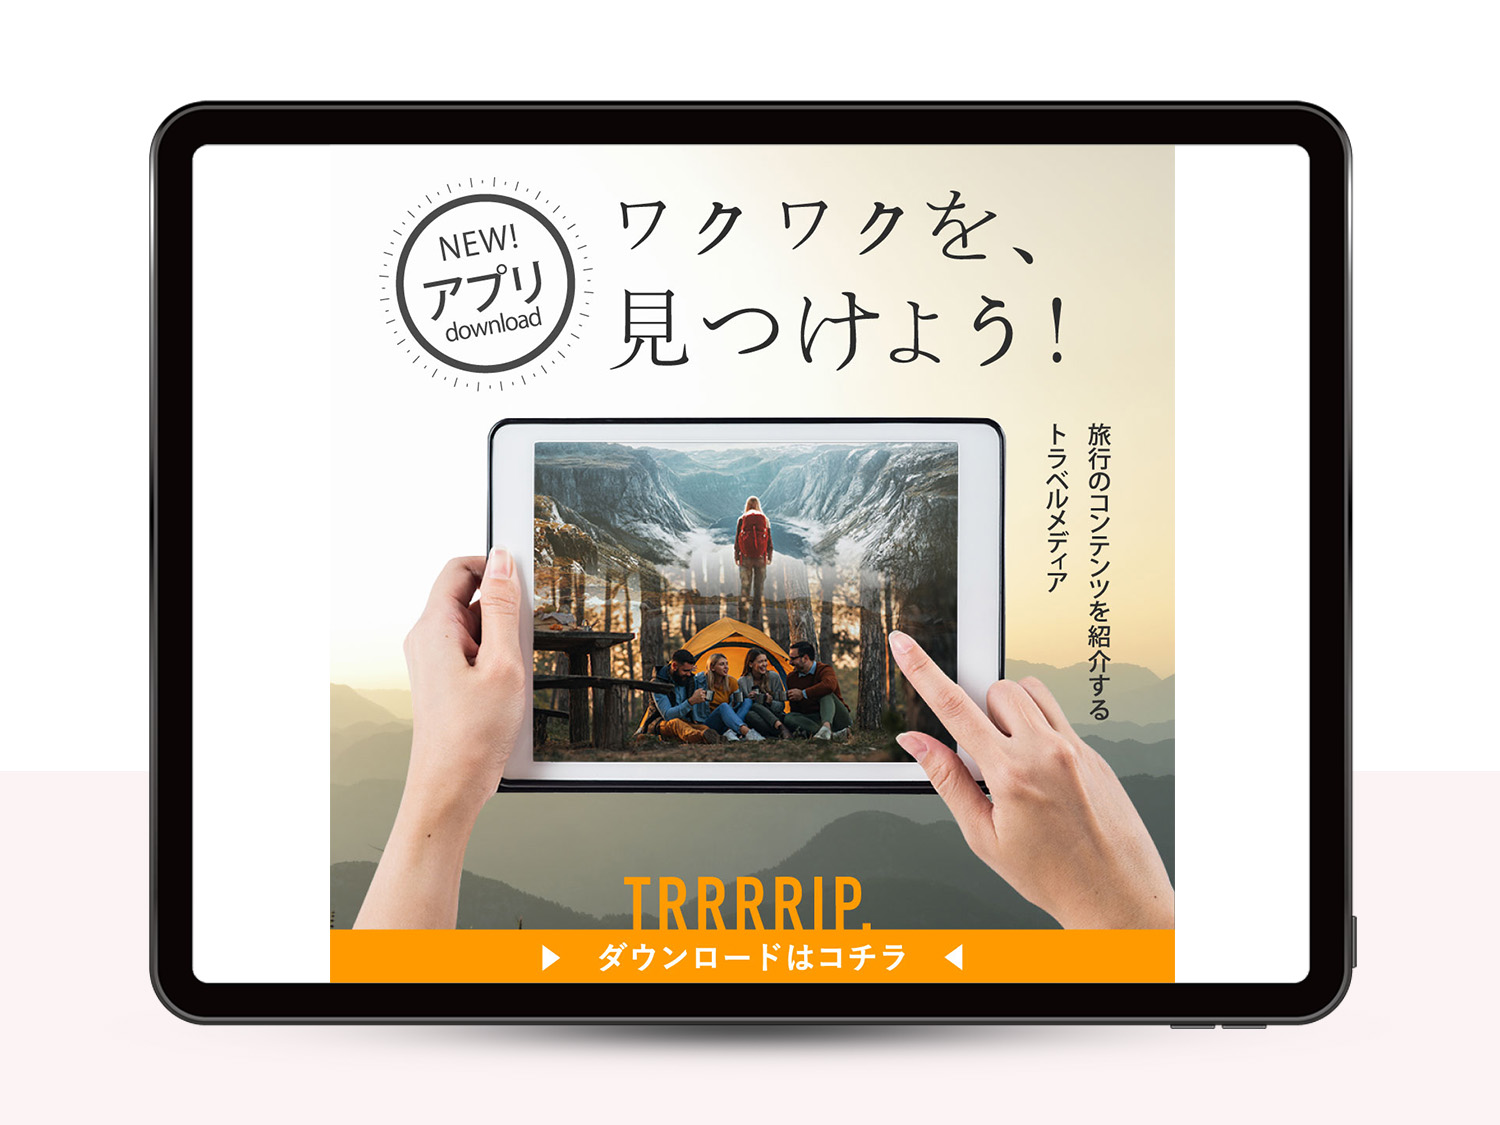 NEW!
アプリ
download
ワクワクを、
見つけよう!
旅行のコンテンツを紹介する
トラベルメディア
TRRRRIP.
ダウンロードはコチラ